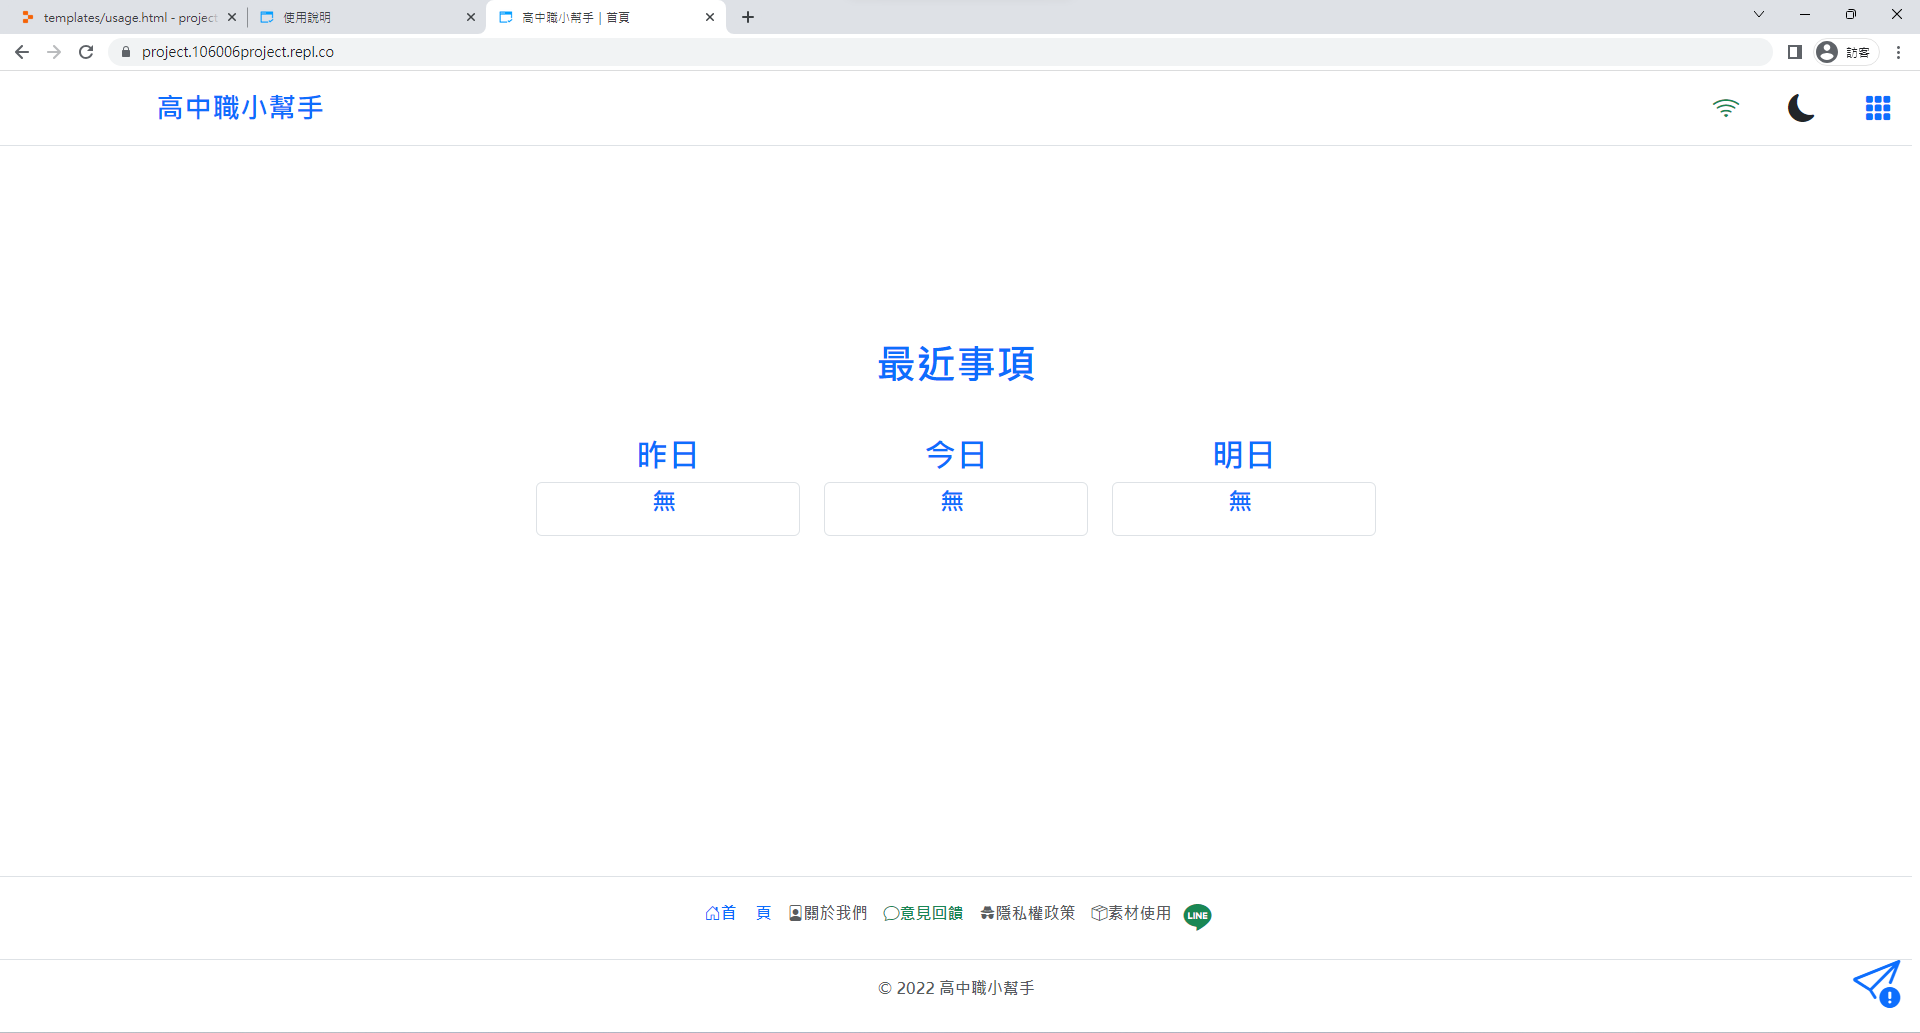 templates/usage.html - project
使用說明
高中職小幫手 | 首頁
project.106006project.repl.co
訪客
高中職小幫手
最近事項
昨日
今日
明日
無
無
無
首 頁
關於我們
意見回饋
隱私權政策
素材使用
LINE
© 2022 高中職小幫手